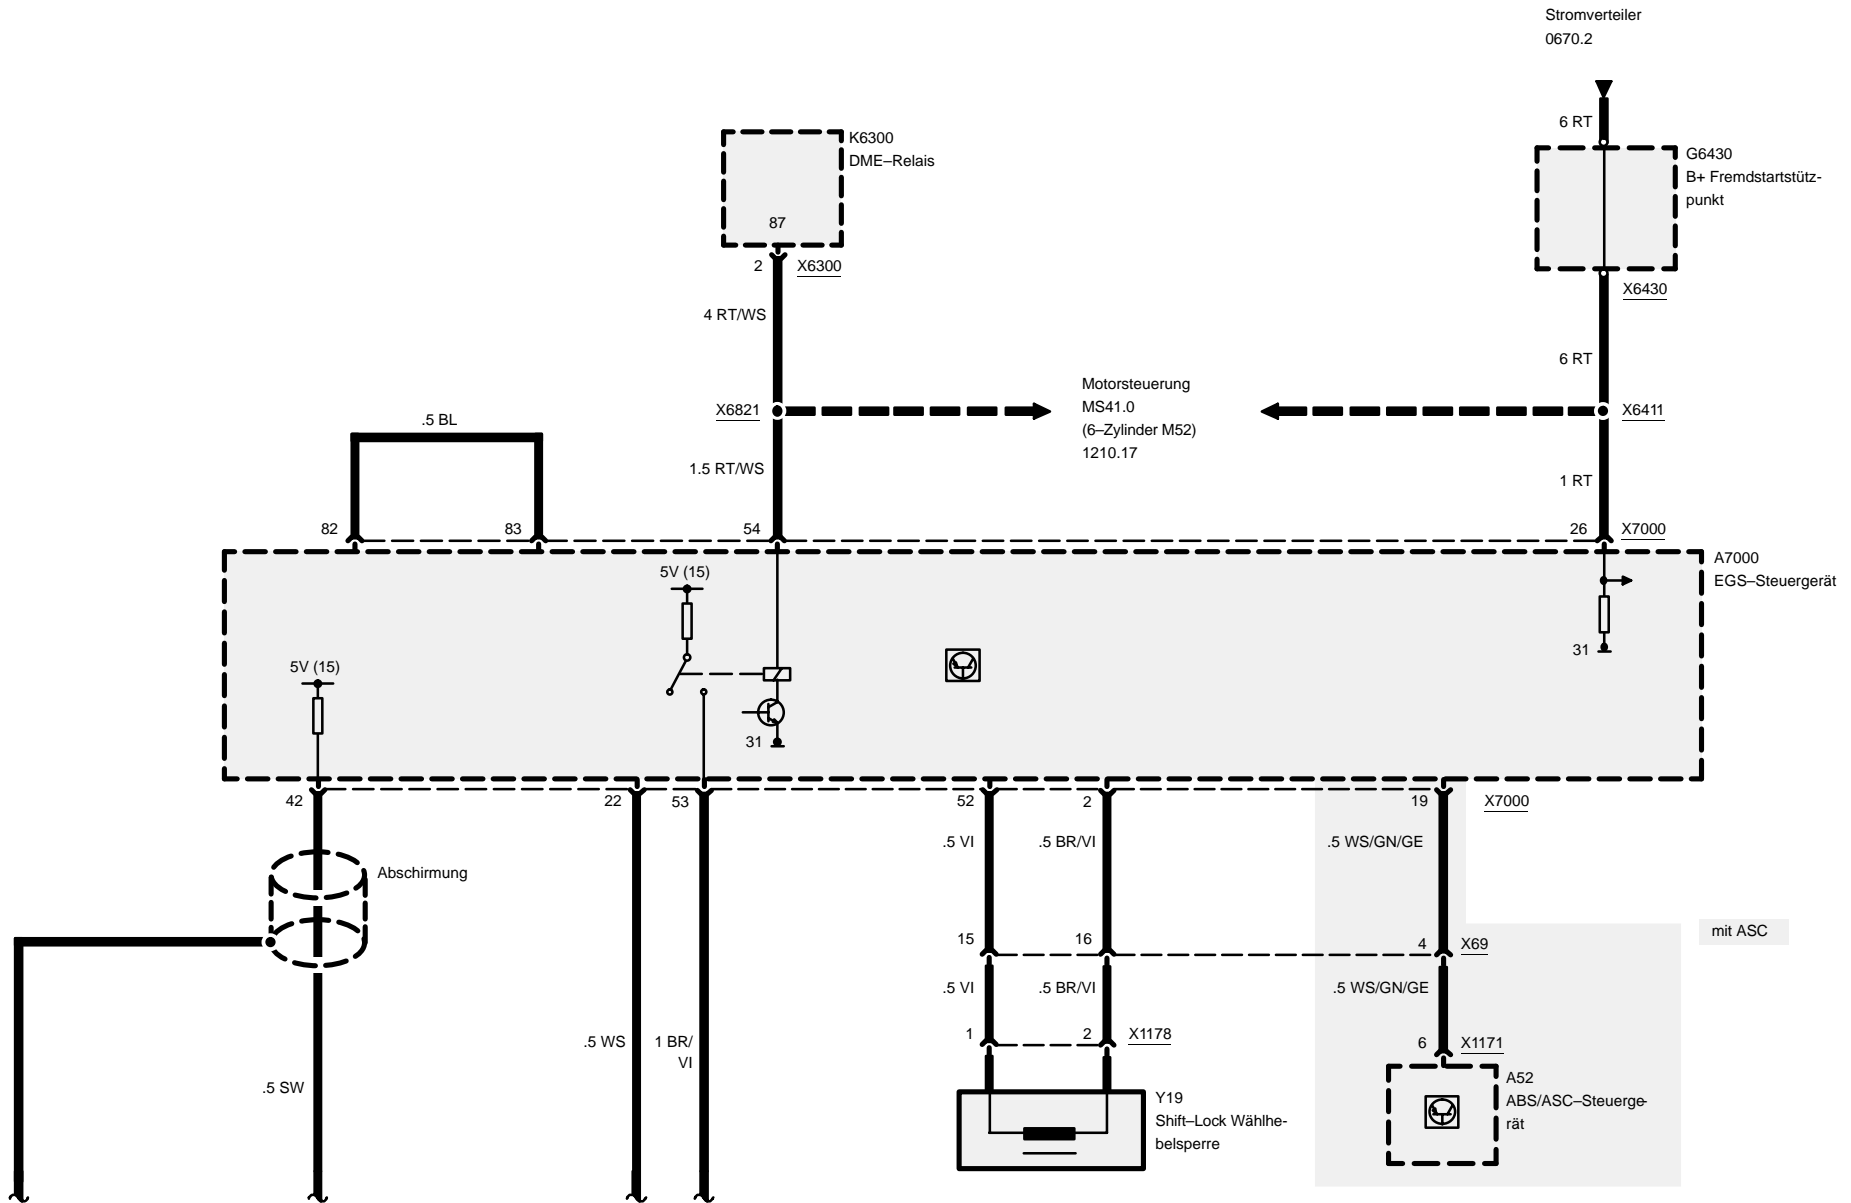 Stromverteiler
0670.2
6 RT
K6300
DME–Relais
87
G6430
B+ Fremdstartstütz-
punkt
2
X6300
X6430
4 RT/WS
6 RT
X6821
Motorsteuerung
MS41.0
(6–Zylinder M52)
1210.17
X6411
.5 BL
1.5 RT/WS
1 RT
82
83
54
26
X7000
A7000
EGS–Steuergerät
5V (15)
5V (15)
31
31
42
22
53
52
2
19
X7000
.5 VI
.5 BR/VI
.5 WS/GN/GE
Abschirmung
mit ASC
15
16
4
X69
.5 VI
.5 BR/VI
.5 WS/GN/GE
1
2
X1178
6
X1171
.5 WS
1 BR/
VI
.5 SW
Y19
Shift–Lock Wählhe-
belsperre
A52
ABS/ASC–Steuerge-
rät